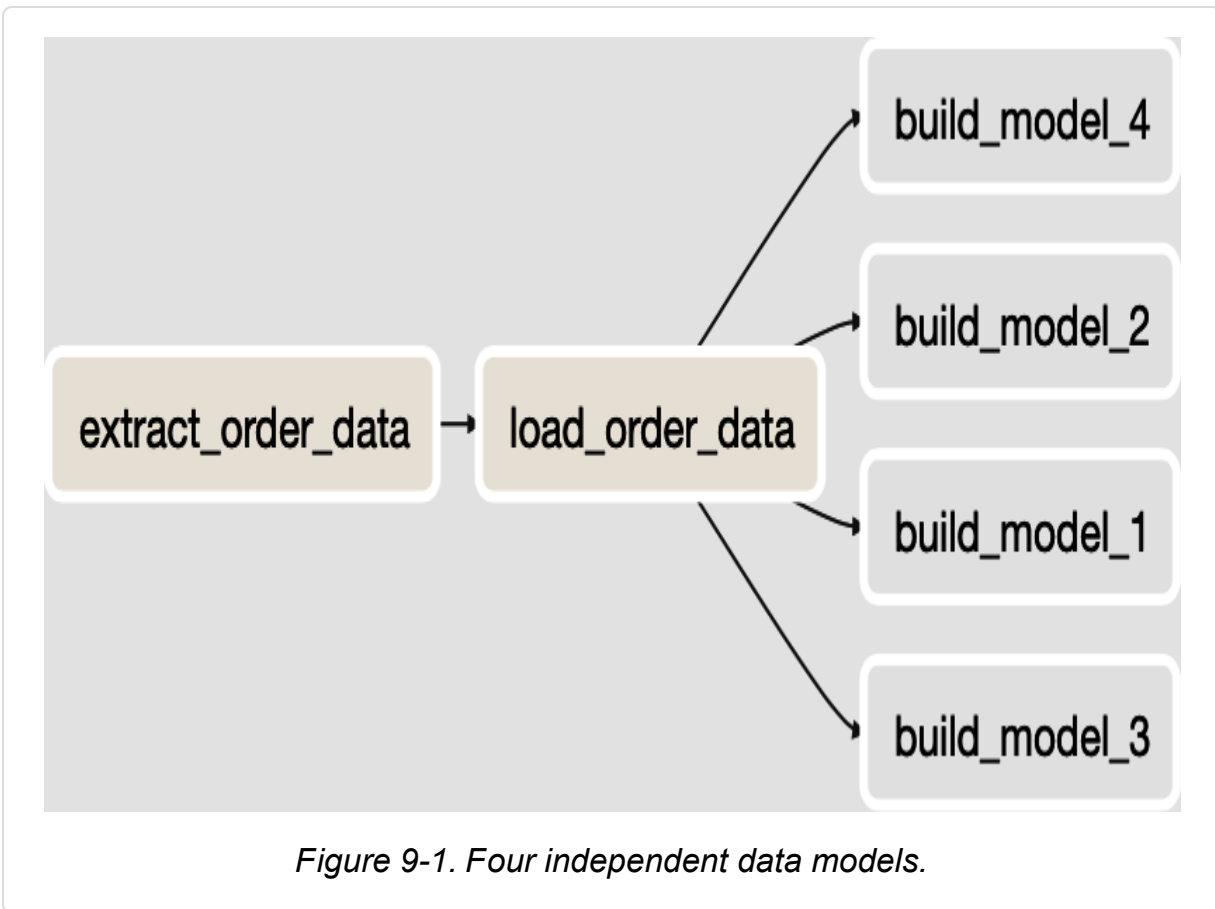 build_model_4
build_model_2
extract_order_data
load_order_data
build_model_1
build_model_3
Figure 9-1. Four independent data models.